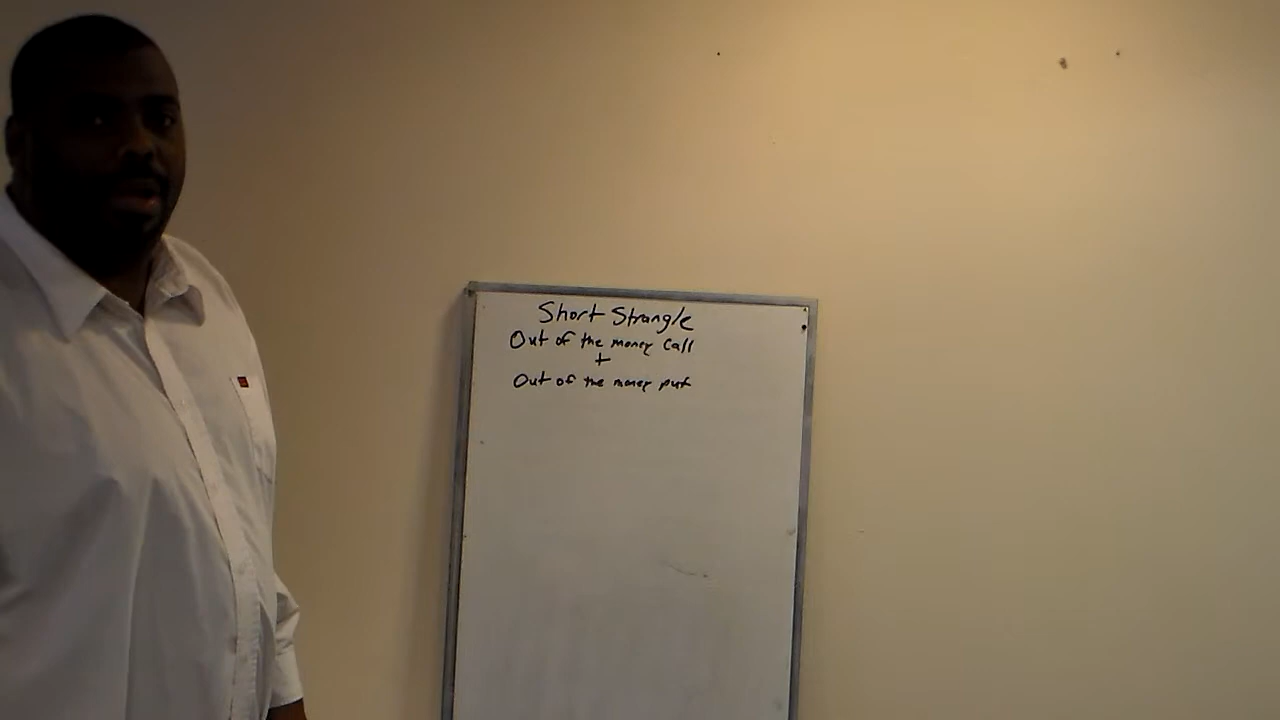 Short Strangle
Out of the money Call
+
Out of the money put